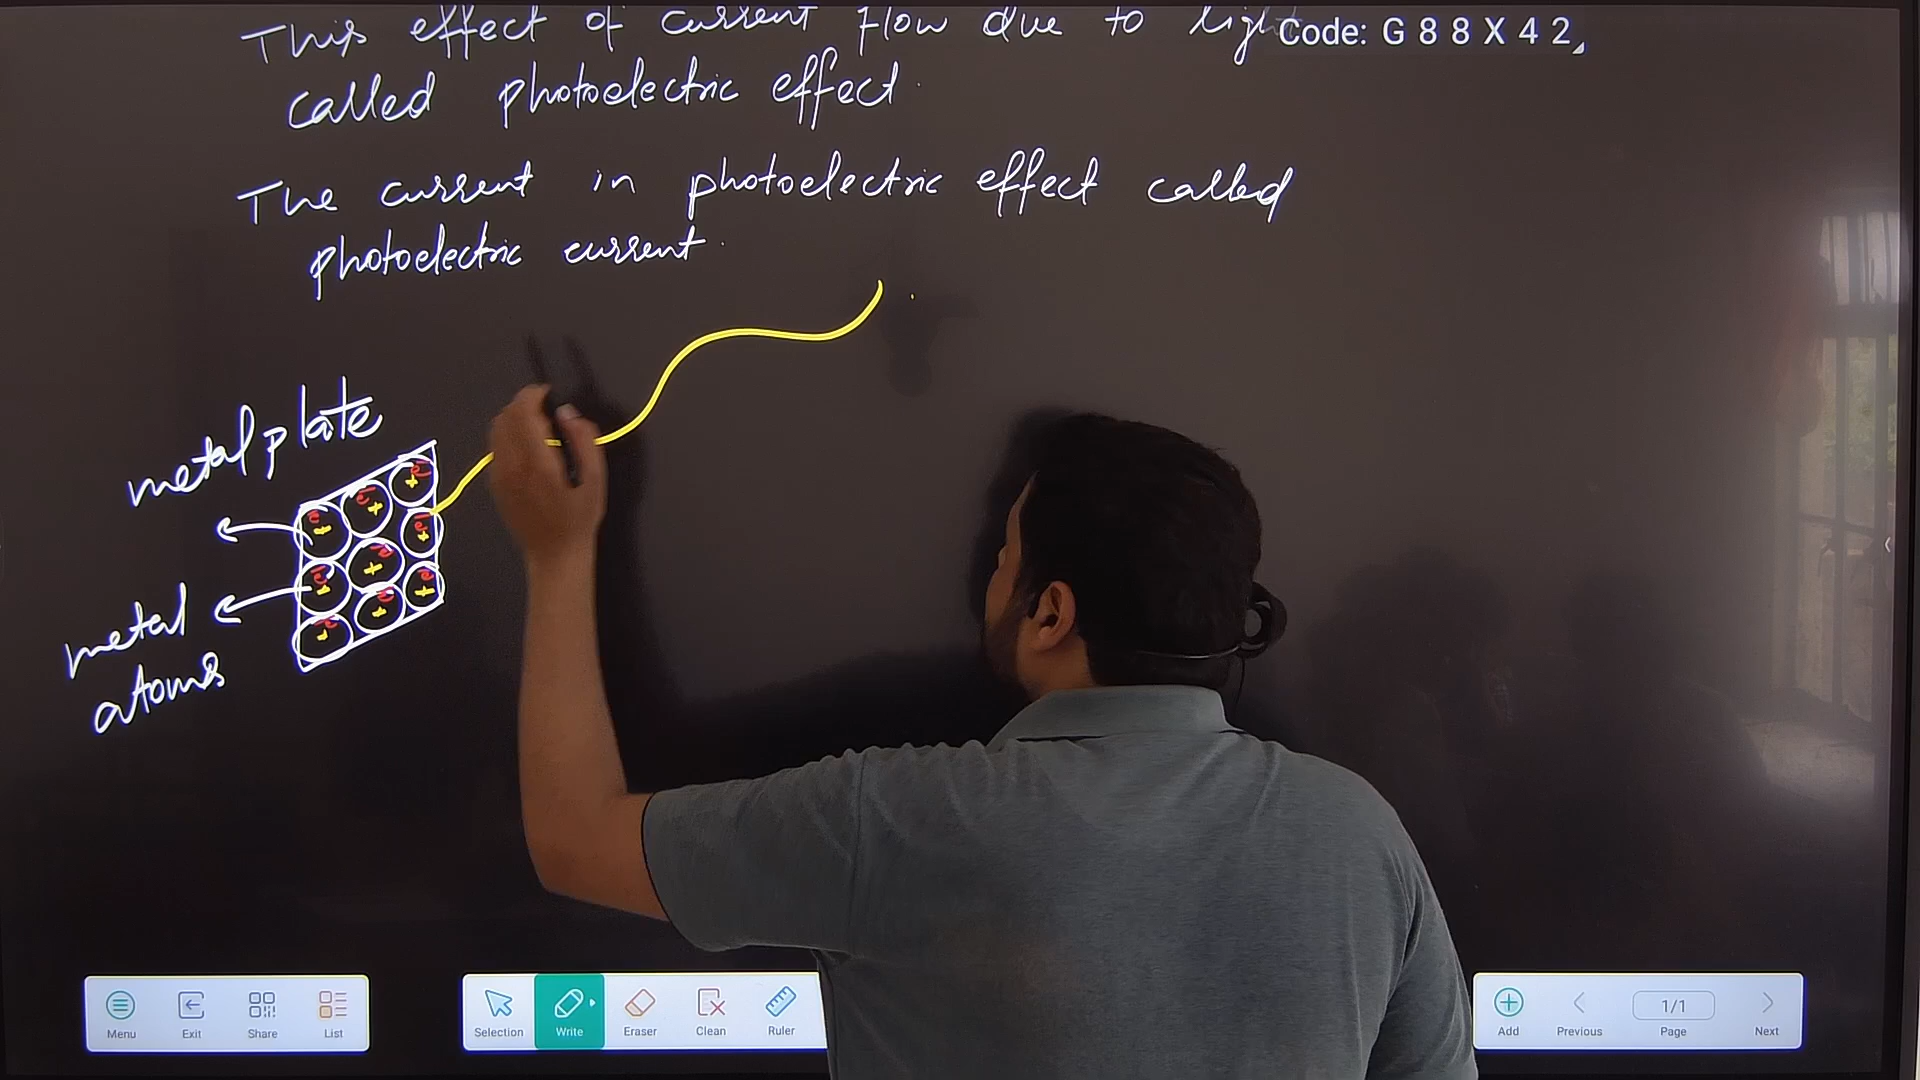 This effect of current flow due to light
Code: G 8 8 X 4 2
called photoelectric effect.
The current in photoelectric effect called
photoelectric current.
metal plate
metal
atoms
e e e
+ + +
e e e
+ + +
e e e
+ + +
Menu Exit Share List
Selection Write Eraser Clean Ruler
Add Previous 1/1 Page Next